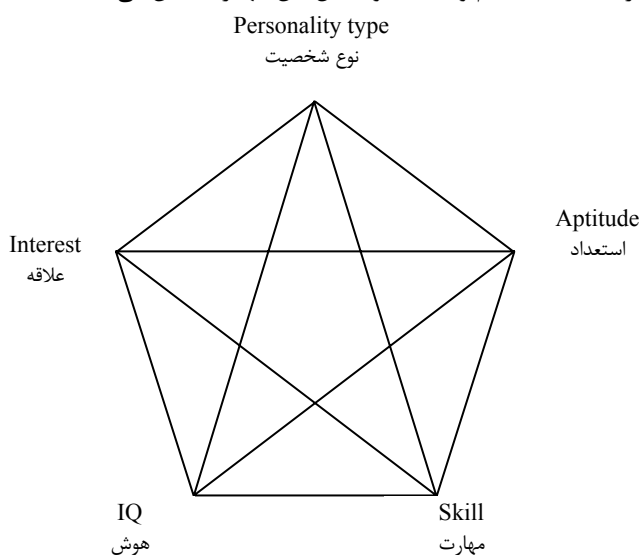 Personality type
نوع شخصیت
Interest
علاقه
Aptitude
استعداد
IQ
هوش
Skill
مهارت